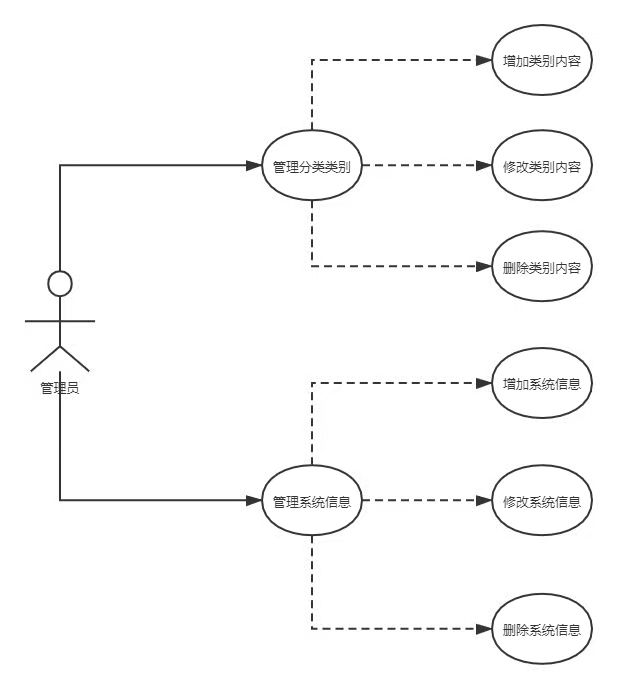 增加类别内容
管理分类类别
修改类别内容
删除类别内容
管理员
增加系统信息
管理系统信息
修改系统信息
删除系统信息